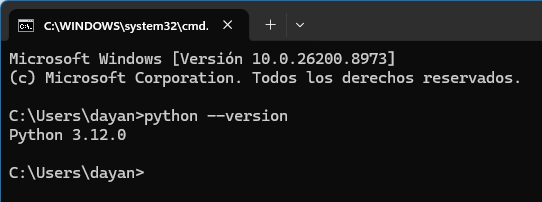 C:\WINDOWS\system32\cmd.
Microsoft Windows [Versión 10.0.26200.8973]
(c) Microsoft Corporation. Todos los derechos reservados.
C:\Users\dayan>python --version
Python 3.12.0
C:\Users\dayan>